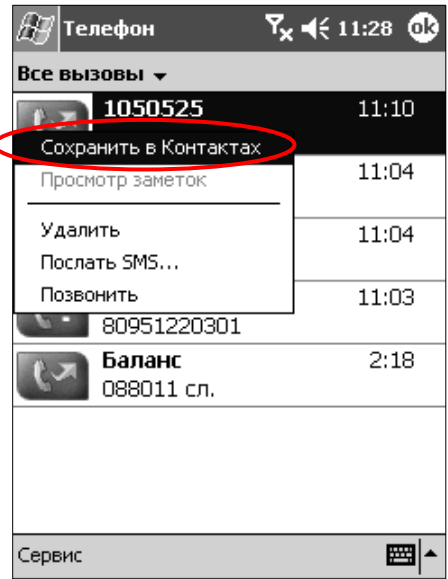 Телефон 11:28 ok
Все вызовы
1050525 11:10
Сохранить в Контактах
Просмотр заметок 11:04
Удалить 11:04
Послать SMS...
Позвонить 11:03
80951220301
Баланс 2:18
088011 сл.
Сервис